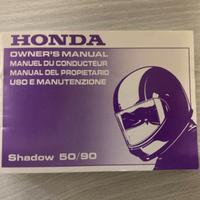 HONDA
OWNER'S MANUAL
MANUEL DU CONDUCTEUR
MANUAL DEL PROPIETARIO
USO E MANUTENZIONE
Shadow 50/90